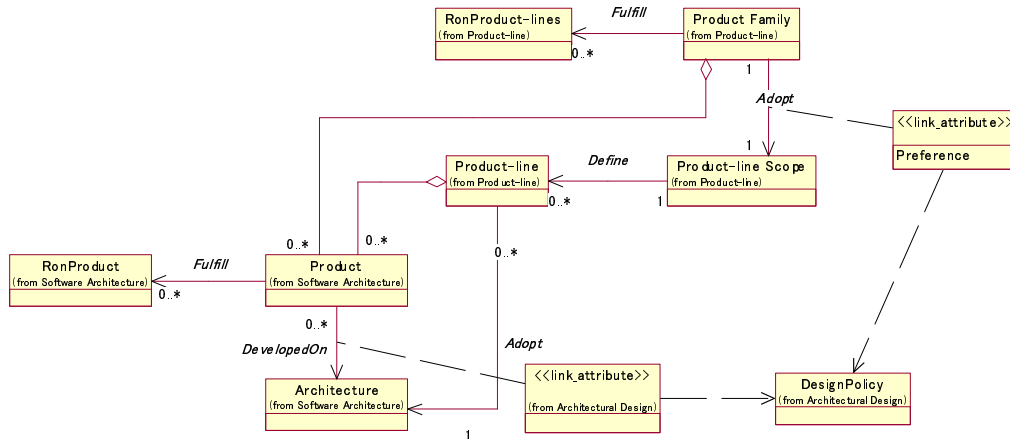 RonProduct-lines
(from Product-line)
Fulfill
0..*
Product Family
(from Product-line)
1
Adopt
<<link_attribute>>
Preference
1
Product-line
(from Product-line)
Define
0..*
1
Product-line Scope
(from Product-line)
0..*
0..*
0..*
RonProduct
(from Software Architecture)
Fulfill
0..*
Product
(from Software Architecture)
0..*
DevelopedOn
Adopt
Architecture
(from Software Architecture)
1
<<link_attribute>>
(from Architectural Design)
DesignPolicy
(from Architectural Design)